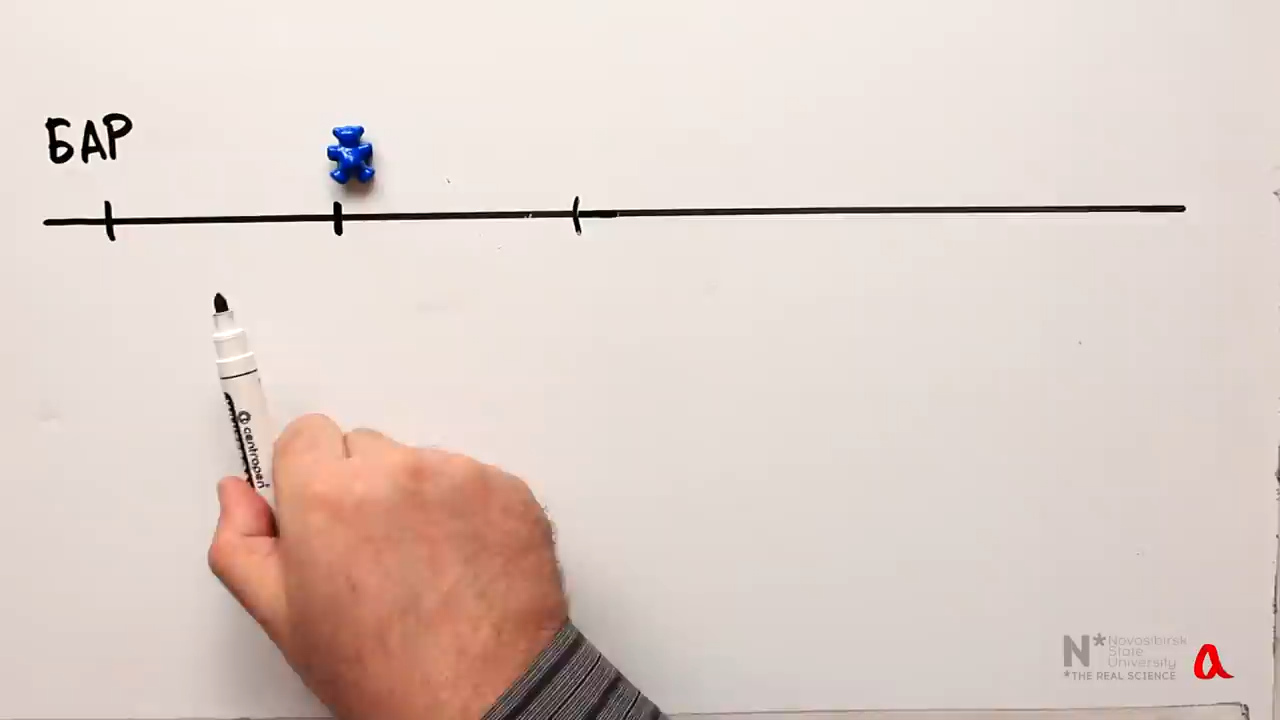 БАР
centropen
N* Novosibirsk
State
University
*THE REAL SCIENCE
a